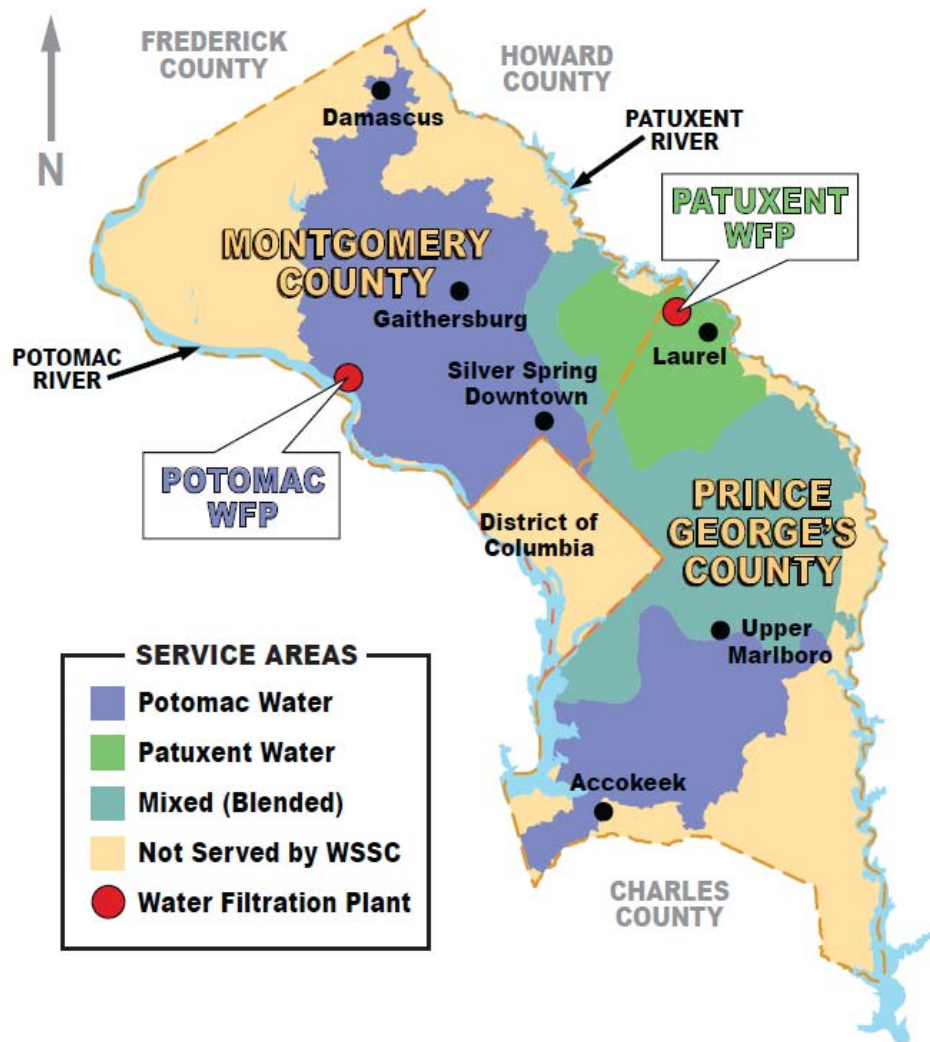 FREDERICK
COUNTY
HOWARD
COUNTY
N
Damascus
PATUXENT
RIVER
PATUXENT
WFP
MONTGOMERY
COUNTY
Gaithersburg
Laurel
POTOMAC
RIVER
Silver Spring
Downtown
POTOMAC
WFP
District of
Columbia
PRINCE
GEORGE'S
COUNTY
Upper
Marlboro
Accokeek
CHARLES
COUNTY
SERVICE AREAS
Potomac Water
Patuxent Water
Mixed (Blended)
Not Served by WSSC
Water Filtration Plant